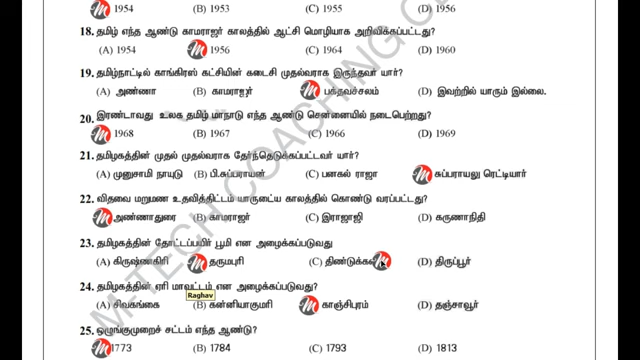 1954 (B) 1953 (C) 1955 (D) 1956
18. தமிழ் எந்த ஆண்டு காமராஜர் காலத்தில் ஆட்சி மொழியாக அறிவிக்கப்பட்டது?
(A) 1954 1956 (C) 1964 (D) 1960
19. தமிழ்நாட்டில் காங்கிரஸ் கட்சியின் கடைசி முதல்வராக இருந்தவர் யார்?
(A) அண்ணா (B) காமராஜர் பக்தவச்சலம் (D) இவற்றில் யாரும் இல்லை.
20. இரண்டாவது உலக தமிழ் மாநாடு எந்த ஆண்டு சென்னையில் நடைபெற்றது?
1968 (B) 1967 (C) 1966 (D) 1969
21. தமிழகத்தின் முதல் முதல்வராக தேர்ந்தெடுக்கப்பட்டவர் யார்?
(A) முனுசாமி நாயுடு (B) பி.சுப்பராயன் (C) பனகல் ராஜா சுப்பராயலு ரெட்டியார்
22. விதவை மறுமண உதவித்திட்டம் யாருடைய காலத்தில் கொண்டு வரப்பட்டது?
அண்ணாதுரை (B) காமராஜர் (C) இராஜாஜி (D) கருணாநிதி
23. தமிழகத்தின் தோட்டப்பயிர் பூமி என அழைக்கப்படுவது
(A) கிருஷ்ணகிரி தருமபுரி (C) திண்டுக்கல் (D) திருப்பூர்
24. தமிழகத்தின் ஏரி மாவட்டம் என அழைக்கப்படுவது?
Raghav
(A) சிவகங்கை (B) கன்னியாகுமரி காஞ்சிபுரம் (D) தஞ்சாவூர்
25. ஒழுங்குமுறைச் சட்டம் எந்த ஆண்டு?
1773 (B) 1784 (C) 1793 (D) 1813
M-TECH COACHING CE